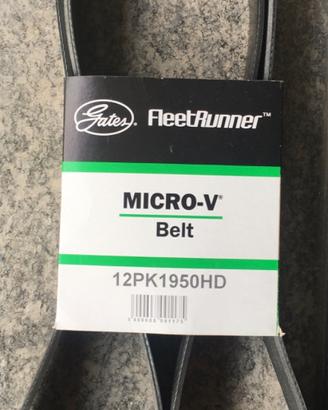 Gates® FleetRunner™
MICRO-V®
Belt
12PK1950HD